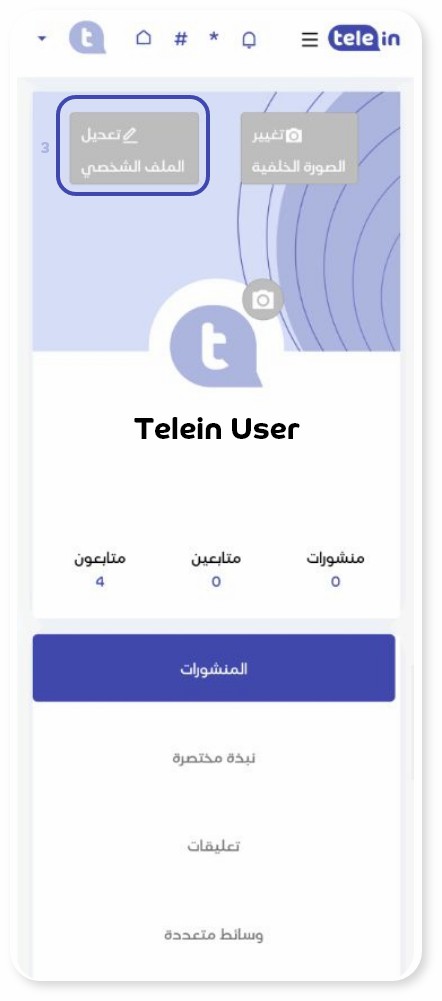 telein
# *
تغيير
الصورة الخلفية
تعديل
الملف الشخصي
3
t
Telein User
منشورات
0
متابعين
0
متابعون
4
المنشورات
نبذة مختصرة
تعليقات
وسائط متعددة